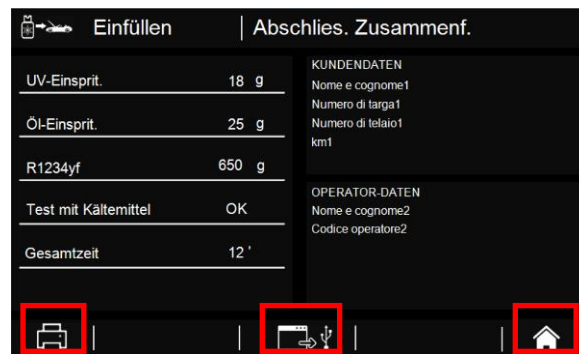 Einfüllen
Abschlies. Zusammenf.
UV-Einsprit. 18 g
Öl-Einsprit. 25 g
R1234yf 650 g
Test mit Kältemittel OK
Gesamtzeit 12 '
KUNDENDATEN
Nome e cognome1
Numero di targa1
Numero di telaio1
km1
OPERATOR-DATEN
Nome e cognome2
Codice operatore2